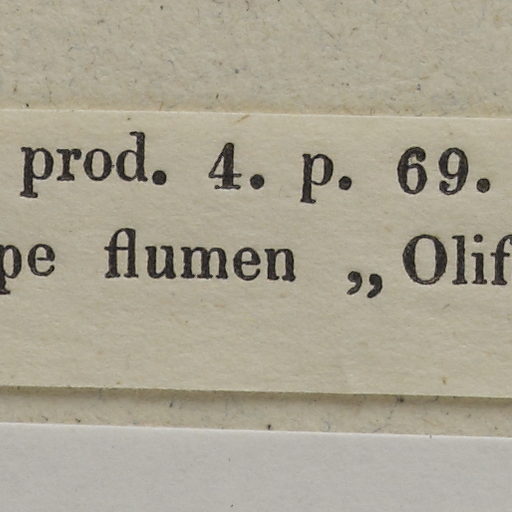 prod. 4. p. 69.
pe flumen „Olif